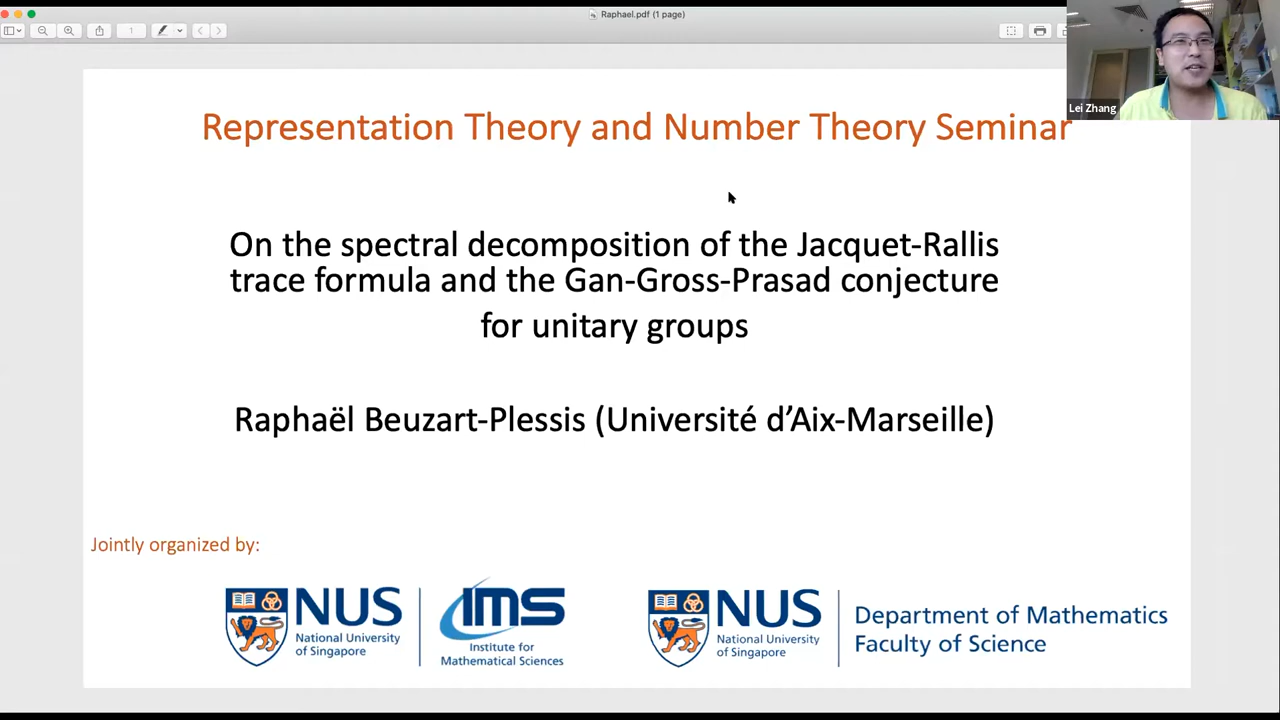 Raphael.pdf (1 page)
1
Lei Zhang
Representation Theory and Number Theory Seminar
On the spectral decomposition of the Jacquet-Rallis
trace formula and the Gan-Gross-Prasad conjecture
for unitary groups
Raphaël Beuzart-Plessis (Université d’Aix-Marseille)
Jointly organized by:
NUS
National University
of Singapore
IMS
Institute for
Mathematical Sciences
NUS
National University
of Singapore
Department of Mathematics
Faculty of Science